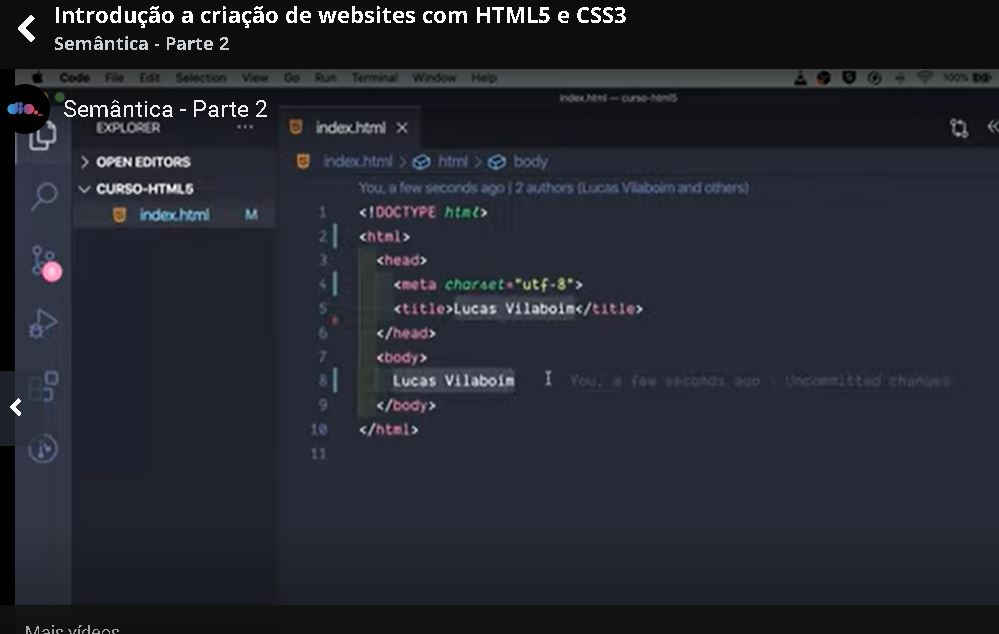 Introdução a criação de websites com HTML5 e CSS3
Semântica - Parte 2
Code File Edit Selection View Go Run Terminal Window Help 100%
index.html — curso-html5
dio. Semântica - Parte 2
EXPLORER ··· index.html
OPEN EDITORS
index.html > html > body
CURSO-HTML5
You, a few seconds ago | 2 authors (Lucas Vilaboim and others)
index.html M
1 <!DOCTYPE html>
2 <html>
3 <head>
4 <meta charset="utf-8">
5 <title>Lucas Vilaboim</title>
6 </head>
7 <body>
8 Lucas Vilaboim You, a few seconds ago • Uncommitted changes
9 </body>
10 </html>
11
Mais vídeos